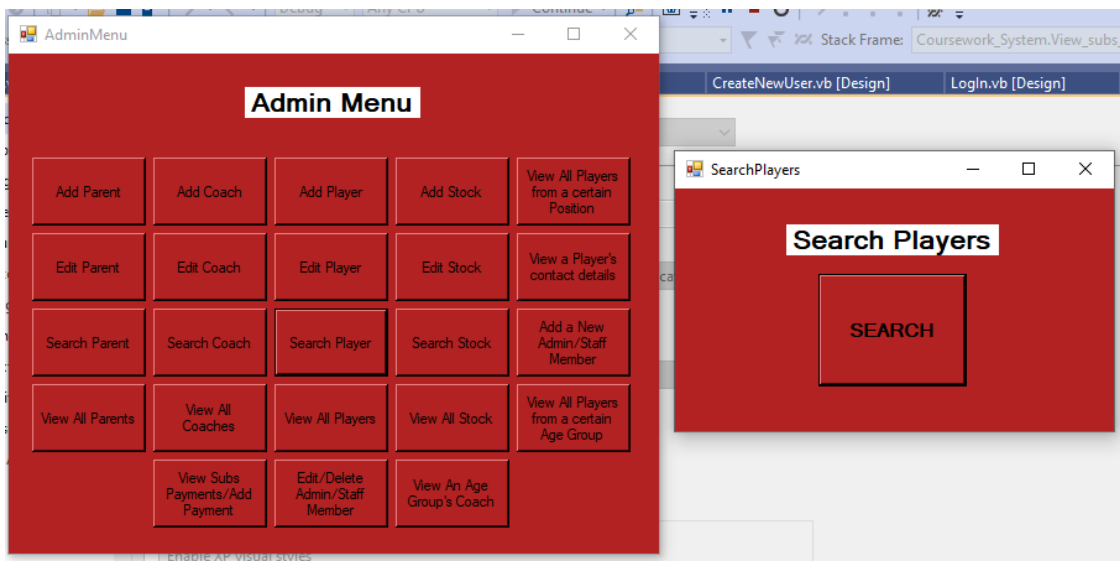 Continue
AdminMenu
Stack Frame: Coursework_System.View_subs_
CreateNewUser.vb [Design] LogIn.vb [Design]
Admin Menu
Add Parent
Add Coach
Add Player
Add Stock
View All Players
from a certain
Position
Edit Parent
Edit Coach
Edit Player
Edit Stock
View a Player's
contact details
Search Parent
Search Coach
Search Player
Search Stock
Add a New
Admin/Staff
Member
View All Parents
View All
Coaches
View All Players
View All Stock
View All Players
from a certain
Age Group
View Subs
Payments/Add
Payment
Edit/Delete
Admin/Staff
Member
View An Age
Group's Coach
SearchPlayers
Search Players
SEARCH
Enable XP visual styles